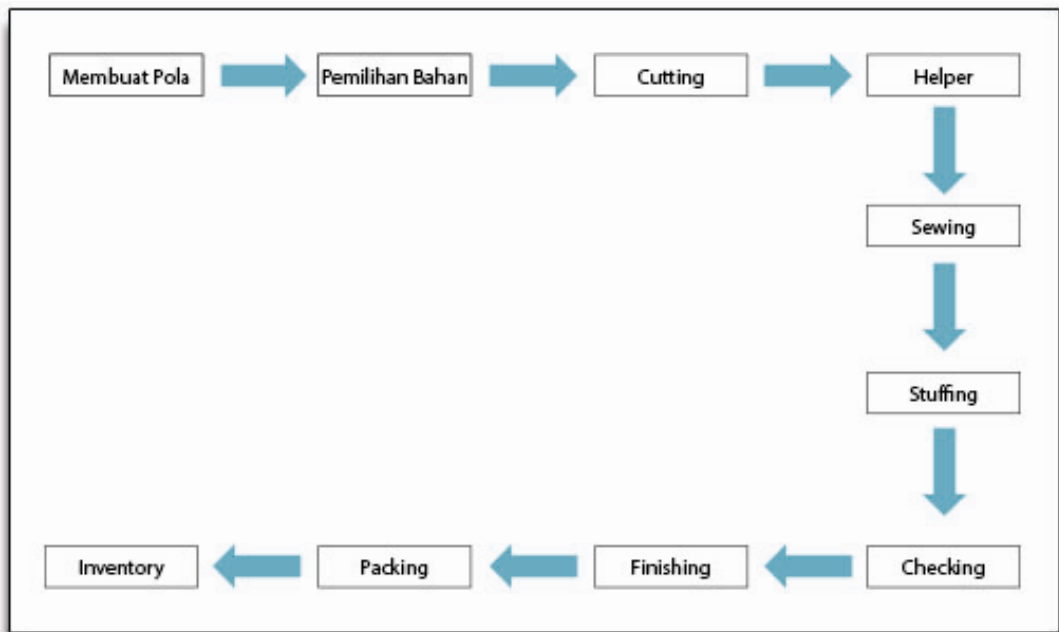 Membuat Pola
Pemilihan Bahan
Cutting
Helper
Sewing
Stuffing
Checking
Finishing
Packing
Inventory